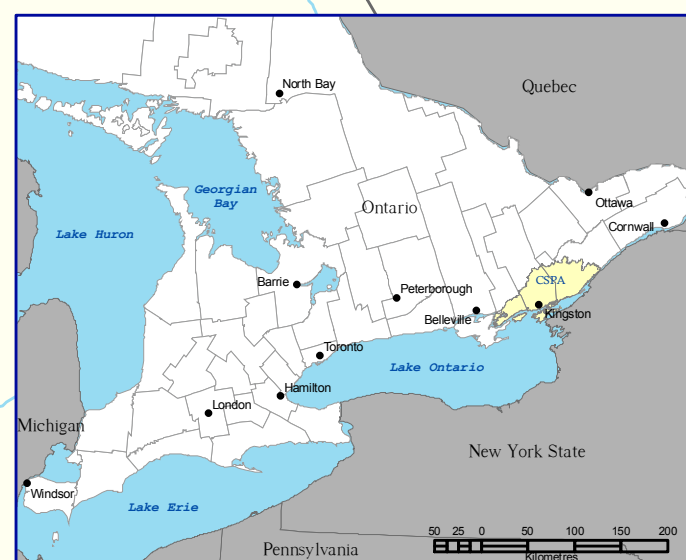 North Bay
Quebec
Georgian
Bay
Ottawa
Ontario
Cornwall
Lake Huron
CSPA
Barrie
Peterborough
Belleville
Kingston
Toronto
Lake Ontario
Hamilton
London
Michigan
New York State
Windsor
Lake Erie
50 25 0 50 100 150 200
Kilometres
Pennsylvania